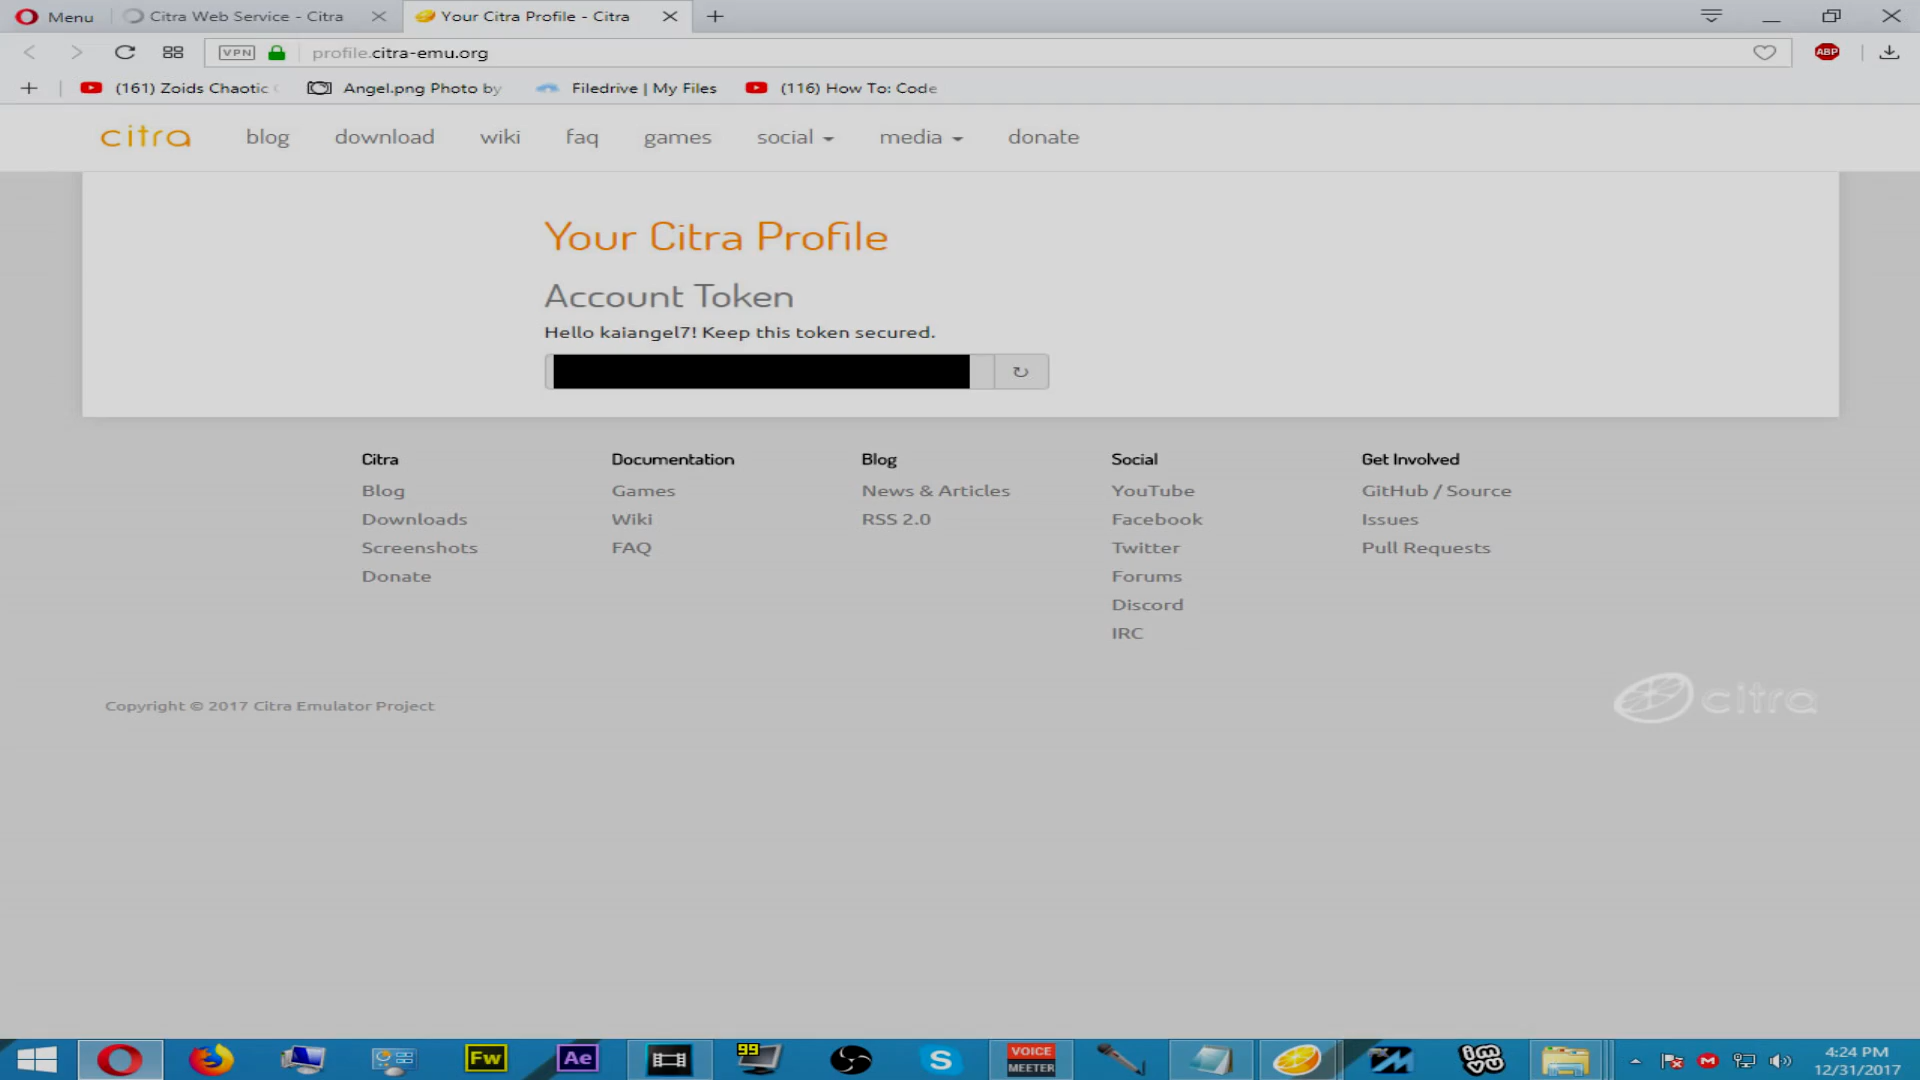 Menu
Citra Web Service - Citra
Your Citra Profile - Citra
VPN
profile.citra-emu.org
ABP
(161) Zoids Chaotic
Angel.png Photo by
Filedrive | My Files
(116) How To: Code
citra
blog
download
wiki
faq
games
social
media
donate
Your Citra Profile
Account Token
Hello kaiangel7! Keep this token secured.
Citra
Blog
Downloads
Screenshots
Donate
Documentation
Games
Wiki
FAQ
Blog
News & Articles
RSS 2.0
Social
YouTube
Facebook
Twitter
Forums
Discord
IRC
Get Involved
GitHub / Source
Issues
Pull Requests
Copyright © 2017 Citra Emulator Project
citra
Fw
Ae
99
S
VOICE
MEETER
imvu
M
4:24 PM
12/31/2017